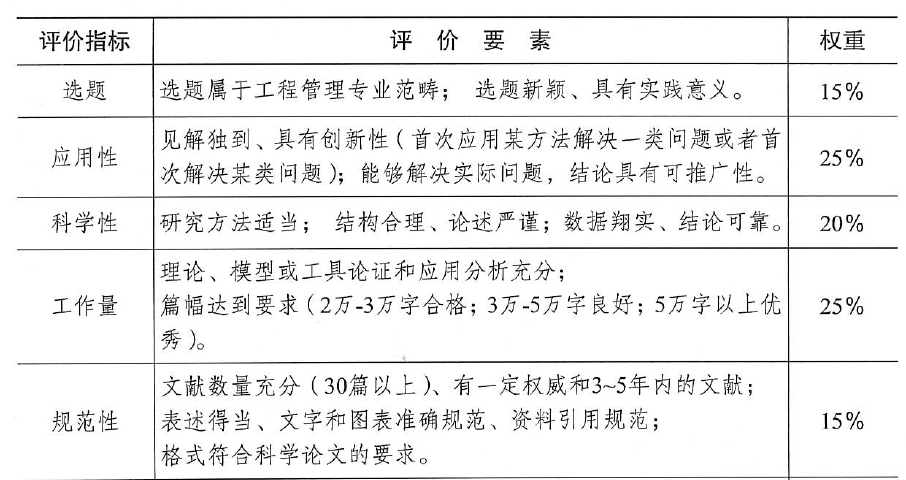 评价指标 评价要素 权重
选题 选题属于工程管理专业范畴； 选题新颖、具有实践意义。 15%
应用性 见解独到、具有创新性（首次应用某方法解决一类问题或者首
次解决某类问题）；能够解决实际问题，结论具有可推广性。 25%
科学性 研究方法适当； 结构合理、论述严谨；数据翔实、结论可靠。 20%
理论、模型或工具论证和应用分析充分；
工作量 篇幅达到要求（2万-3万字合格；3万-5万字良好；5万字以上优 25%
秀）。
文献数量充分（30篇以上）、有一定权威和3~5年内的文献；
规范性 表述得当、文字和图表准确规范、资料引用规范； 15%
格式符合科学论文的要求。